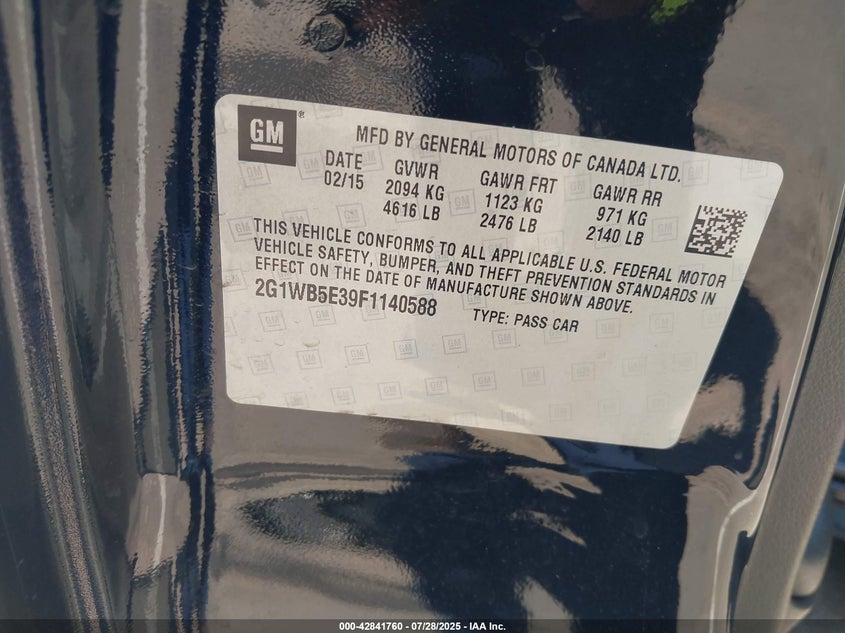 GM ®
MFD BY GENERAL MOTORS OF CANADA LTD.
DATE GVWR GAWR FRT GAWR RR
02/15 2094 KG 1123 KG 971 KG
4616 LB 2476 LB 2140 LB
THIS VEHICLE CONFORMS TO ALL APPLICABLE U.S. FEDERAL MOTOR
VEHICLE SAFETY, BUMPER, AND THEFT PREVENTION STANDARDS IN
EFFECT ON THE DATE OF MANUFACTURE SHOWN ABOVE.
2G1WB5E39F1140588 TYPE: PASS CAR
000-42841760 - 07/28/2025 - IAA Inc.